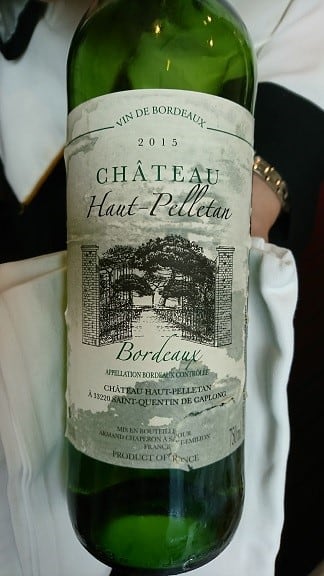 VIN DE BORDEAUX
2015
CHÂTEAU
Haut-Pelletan
Bordeaux
APPELLATION BORDEAUX CONTRÔLÉE
CHÂTEAU HAUT-PELLETAN
À 33220 SAINT-QUENTIN DE CAPLONG
MIS EN BOUTEILLE
ARMAND CHAPERON À SAINT-EMILION
FRANCE
PRODUCT OF FRANCE